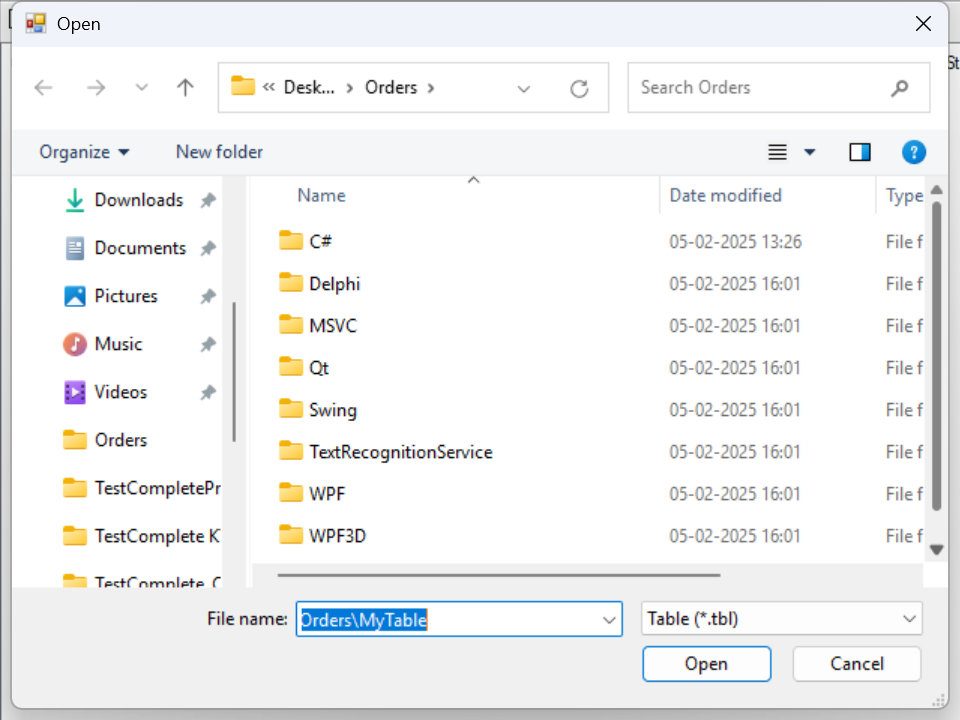 Open
« Desk... › Orders ›
Search Orders
Organize
New folder
Name
Date modified
Type
Downloads
Documents
Pictures
Music
Videos
Orders
TestCompletePr
TestComplete K
TestComplete C
C# 05-02-2025 13:26 File f
Delphi 05-02-2025 16:01 File f
MSVC 05-02-2025 16:01 File f
Qt 05-02-2025 16:01 File f
Swing 05-02-2025 16:01 File f
TextRecognitionService 05-02-2025 16:01 File f
WPF 05-02-2025 16:01 File f
WPF3D 05-02-2025 16:01 File f
File name: Orders\MyTable
Table (*.tbl)
Open
Cancel